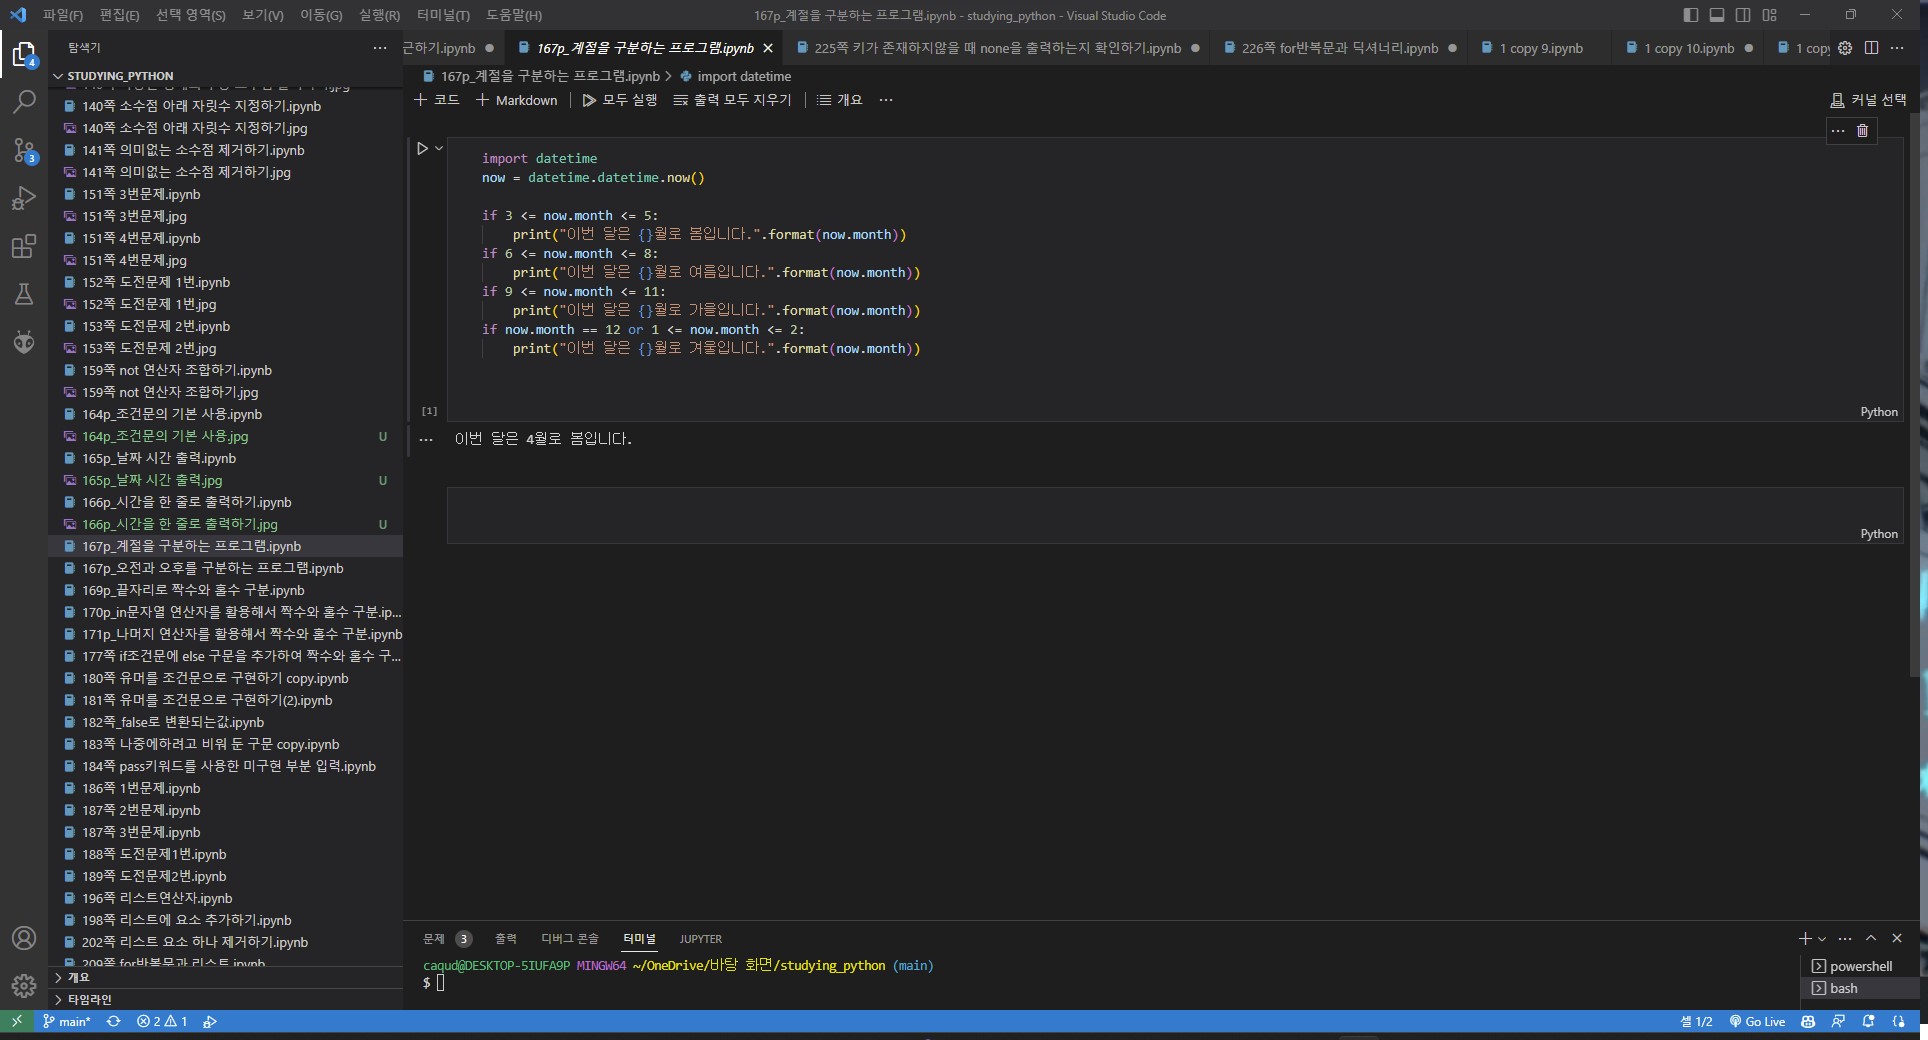 파일(F) 편집(E) 선택 영역(S) 보기(V) 이동(G) 실행(R) 터미널(T) 도움말(H)
167p_계절을 구분하는 프로그램.ipynb - studying_python - Visual Studio Code
탐색기
STUDYING_PYTHON
140쪽 소수점 아래 자릿수 지정하기.ipynb
140쪽 소수점 아래 자릿수 지정하기.jpg
141쪽 의미없는 소수점 제거하기.ipynb
141쪽 의미없는 소수점 제거하기.jpg
151쪽 3번문제.ipynb
151쪽 3번문제.jpg
151쪽 4번문제.ipynb
151쪽 4번문제.jpg
152쪽 도전문제 1번.ipynb
152쪽 도전문제 1번.jpg
153쪽 도전문제 2번.ipynb
153쪽 도전문제 2번.jpg
159쪽 not 연산자 조합하기.ipynb
159쪽 not 연산자 조합하기.jpg
164p_조건문의 기본 사용.ipynb
164p_조건문의 기본 사용.jpg U
165p_날짜 시간 출력.ipynb
165p_날짜 시간 출력.jpg U
166p_시간을 한 줄로 출력하기.ipynb
166p_시간을 한 줄로 출력하기.jpg U
167p_계절을 구분하는 프로그램.ipynb
167p_오전과 오후를 구분하는 프로그램.ipynb
169p_끝자리로 짝수와 홀수 구분.ipynb
170p_in문자열 연산자를 활용해서 짝수와 홀수 구분.ip...
171p_나머지 연산자를 활용해서 짝수와 홀수 구분.ipynb
177쪽 if조건문에 else 구문을 추가하여 짝수와 홀수 구...
180쪽 유머를 조건문으로 구현하기 copy.ipynb
181쪽 유머를 조건문으로 구현하기(2).ipynb
182쪽_false로 변환되는값.ipynb
183쪽 나중에하려고 비워 둔 구문 copy.ipynb
184쪽 pass키워드를 사용한 미구현 부분 입력.ipynb
186쪽 1번문제.ipynb
187쪽 2번문제.ipynb
187쪽 3번문제.ipynb
188쪽 도전문제1번.ipynb
189쪽 도전문제2번.ipynb
196쪽 리스트연산자.ipynb
198쪽 리스트에 요소 추가하기.ipynb
202쪽 리스트 요소 하나 제거하기.ipynb
209쪽 for반복문과 리스트.ipynb
개요
타임라인
4
3
근하기.ipynb 167p_계절을 구분하는 프로그램.ipynb 225쪽 키가 존재하지않을 때 none을 출력하는지 확인하기.ipynb 226쪽 for반복문과 딕셔너리.ipynb 1 copy 9.ipynb 1 copy 10.ipynb 1 copy
167p_계절을 구분하는 프로그램.ipynb > import datetime
코드 Markdown 모두 실행 출력 모두 지우기 개요 커널 선택
import datetime
now = datetime.datetime.now()
if 3 <= now.month <= 5:
print("이번 달은 {}월로 봄입니다.".format(now.month))
if 6 <= now.month <= 8:
print("이번 달은 {}월로 여름입니다.".format(now.month))
if 9 <= now.month <= 11:
print("이번 달은 {}월로 가을입니다.".format(now.month))
if now.month == 12 or 1 <= now.month <= 2:
print("이번 달은 {}월로 겨울입니다.".format(now.month))
[1] Python
이번 달은 4월로 봄입니다.
Python
문제 3 출력 디버그 콘솔 터미널 JUPYTER
caqud@DESKTOP-5IUFA9P MINGW64 ~/OneDrive/바탕 화면/studying_python (main)
$
powershell
bash
main* 2 1 셀 1/2 Go Live